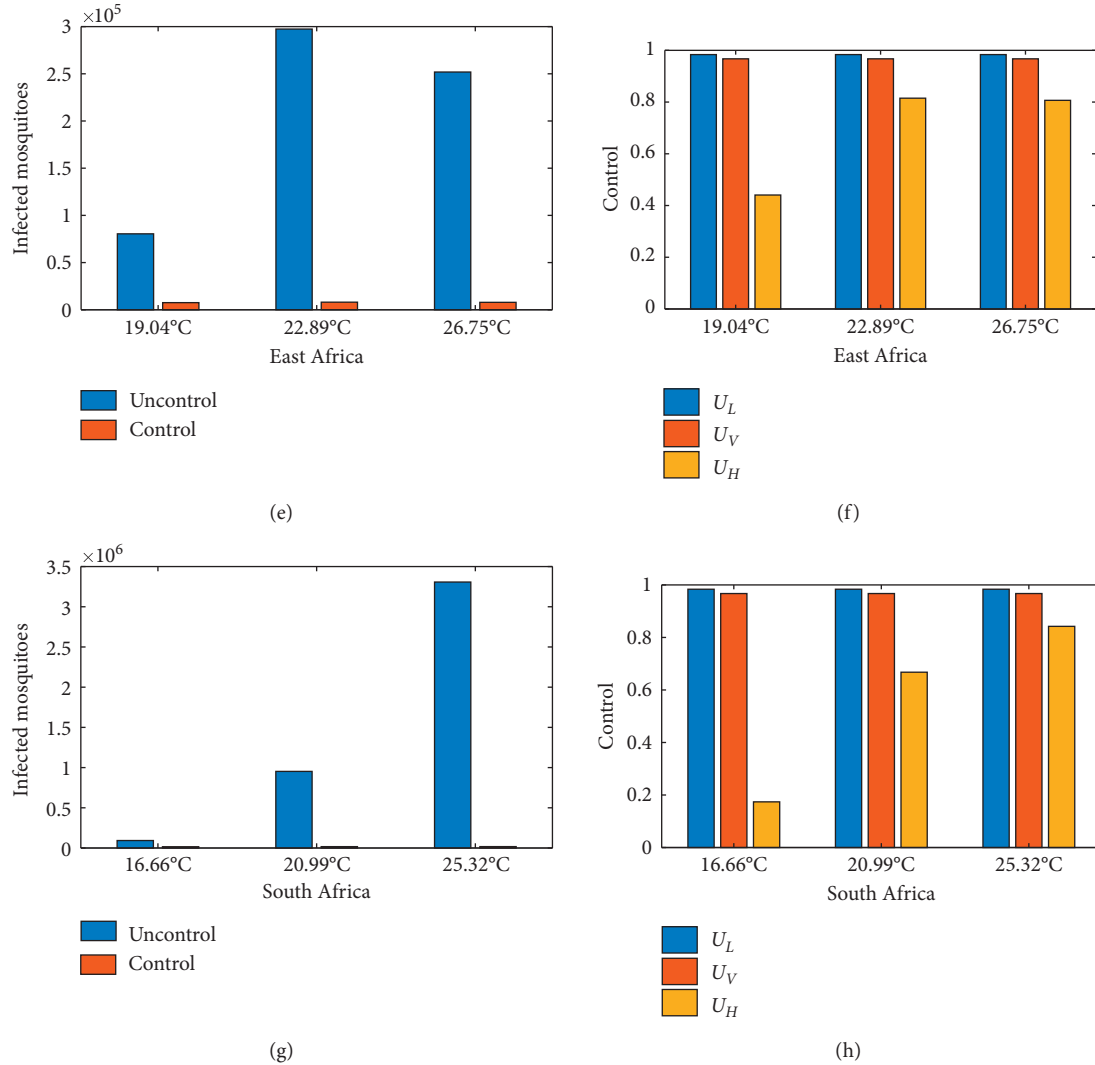 ×10⁵
3
2.5
2
1.5
1
0.5
0
Infected mosquitoes
19.04°C 22.89°C 26.75°C
East Africa
Uncontrol
Control
(e)
1
0.8
0.6
0.4
0.2
0
Control
19.04°C 22.89°C 26.75°C
East Africa
U_L
U_V
U_H
(f)
×10⁶
3.5
3
2.5
2
1.5
1
0.5
0
Infected mosquitoes
16.66°C 20.99°C 25.32°C
South Africa
Uncontrol
Control
(g)
1
0.8
0.6
0.4
0.2
0
Control
16.66°C 20.99°C 25.32°C
South Africa
U_L
U_V
U_H
(h)